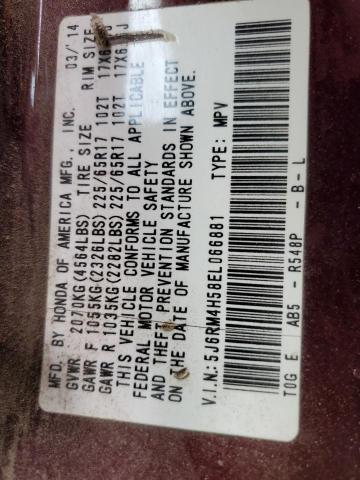 MFD. BY HONDA OF AMERICA MFG., INC. 03/'14
GVWR 2070KG(4564LBS) TIRE SIZE RIM SIZE
GAWR F 1055KG(2326LBS) 225/65R17 102T 17X6.5J
GAWR R 1035KG(2282LBS) 225/65R17 102T 17X6.5J
THIS VEHICLE CONFORMS TO ALL APPLICABLE
FEDERAL MOTOR VEHICLE SAFETY
AND THEFT PREVENTION STANDARDS IN EFFECT
ON THE DATE OF MANUFACTURE SHOWN ABOVE.
V.I.N.:5J6RM4H58EL066881 TYPE: MPV
T0G E AB5 - R548P - B - L